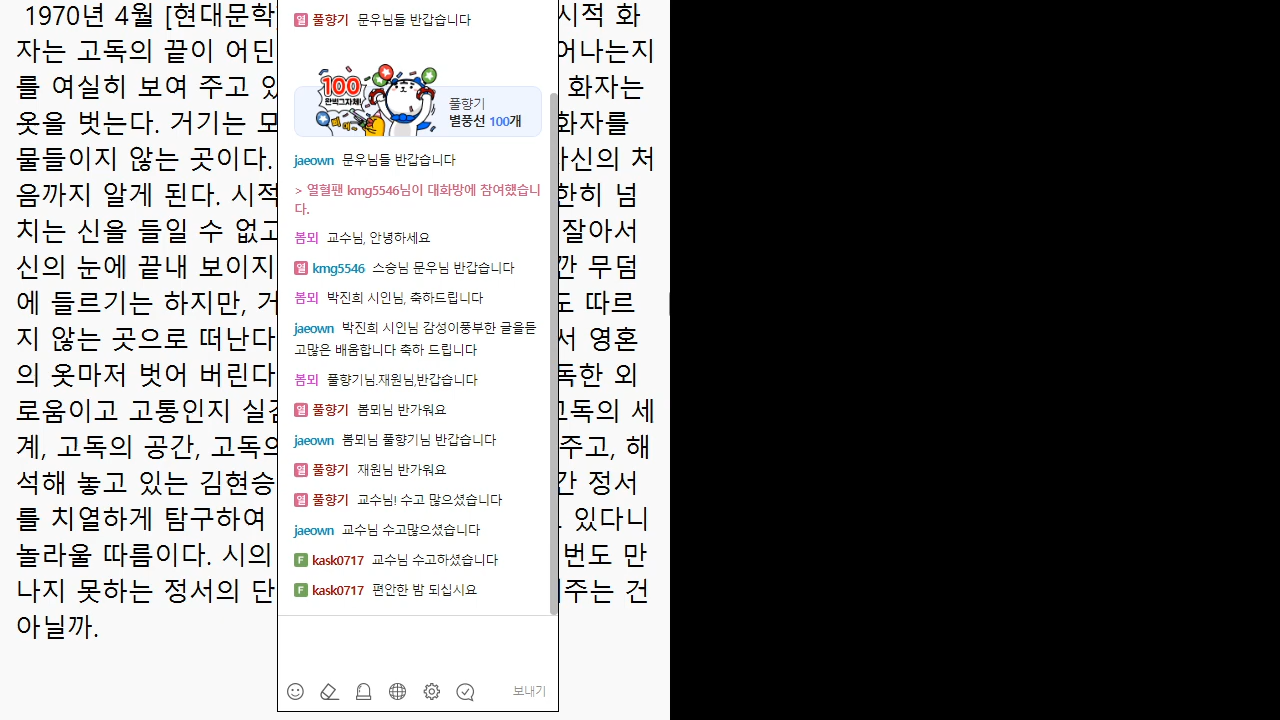 1970년 4월 [현대문학
시적 화
자는 고독의 끝이 어딘
어나는지
를 여실히 보여 주고 있
화자는
옷을 벗는다. 거기는 모
화자를
물들이지 않는 곳이다.
자신의 처
음까지 알게 된다. 시적
한히 넘
치는 신을 들일 수 없고
잘아서
신의 눈에 끝내 보이지
깐 무덤
에 들르기는 하지만, 거
도 따르
지 않는 곳으로 떠난다
서 영혼
의 옷마저 벗어 버린다
독한 외
로움이고 고통인지 실감
고독의 세
계, 고독의 공간, 고독의
주고, 해
석해 놓고 있는 김현승
간 정서
를 치열하게 탐구하여
있다니
놀라울 따름이다. 시의
번도 만
나지 못하는 정서의 단
주는 건
아닐까.
열 풀향기 문우님들 반갑습니다
100
풀향기
별풍선 100개
jaeown 문우님들 반갑습니다
> 열혈팬 kmg5546님이 대화방에 참여했습니
다.
봄뫼 교수님, 안녕하세요
열 kmg5546 스승님 문우님 반갑습니다
봄뫼 박진희 시인님, 축하드립니다
jaeown 박진희 시인님 감성이풍부한 글을듣
고많은 배움합니다 축하 드립니다
봄뫼 풀향기님.재원님,반갑습니다
열 풀향기 봄뫼님 반가워요
jaeown 봄뫼님 풀향기님 반갑습니다
열 풀향기 재원님 반가워요
열 풀향기 교수님! 수고 많으셨습니다
jaeown 교수님 수고많으셨습니다
F kask0717 교수님 수고하셨습니다
F kask0717 편안한 밤 되십시요
보내기